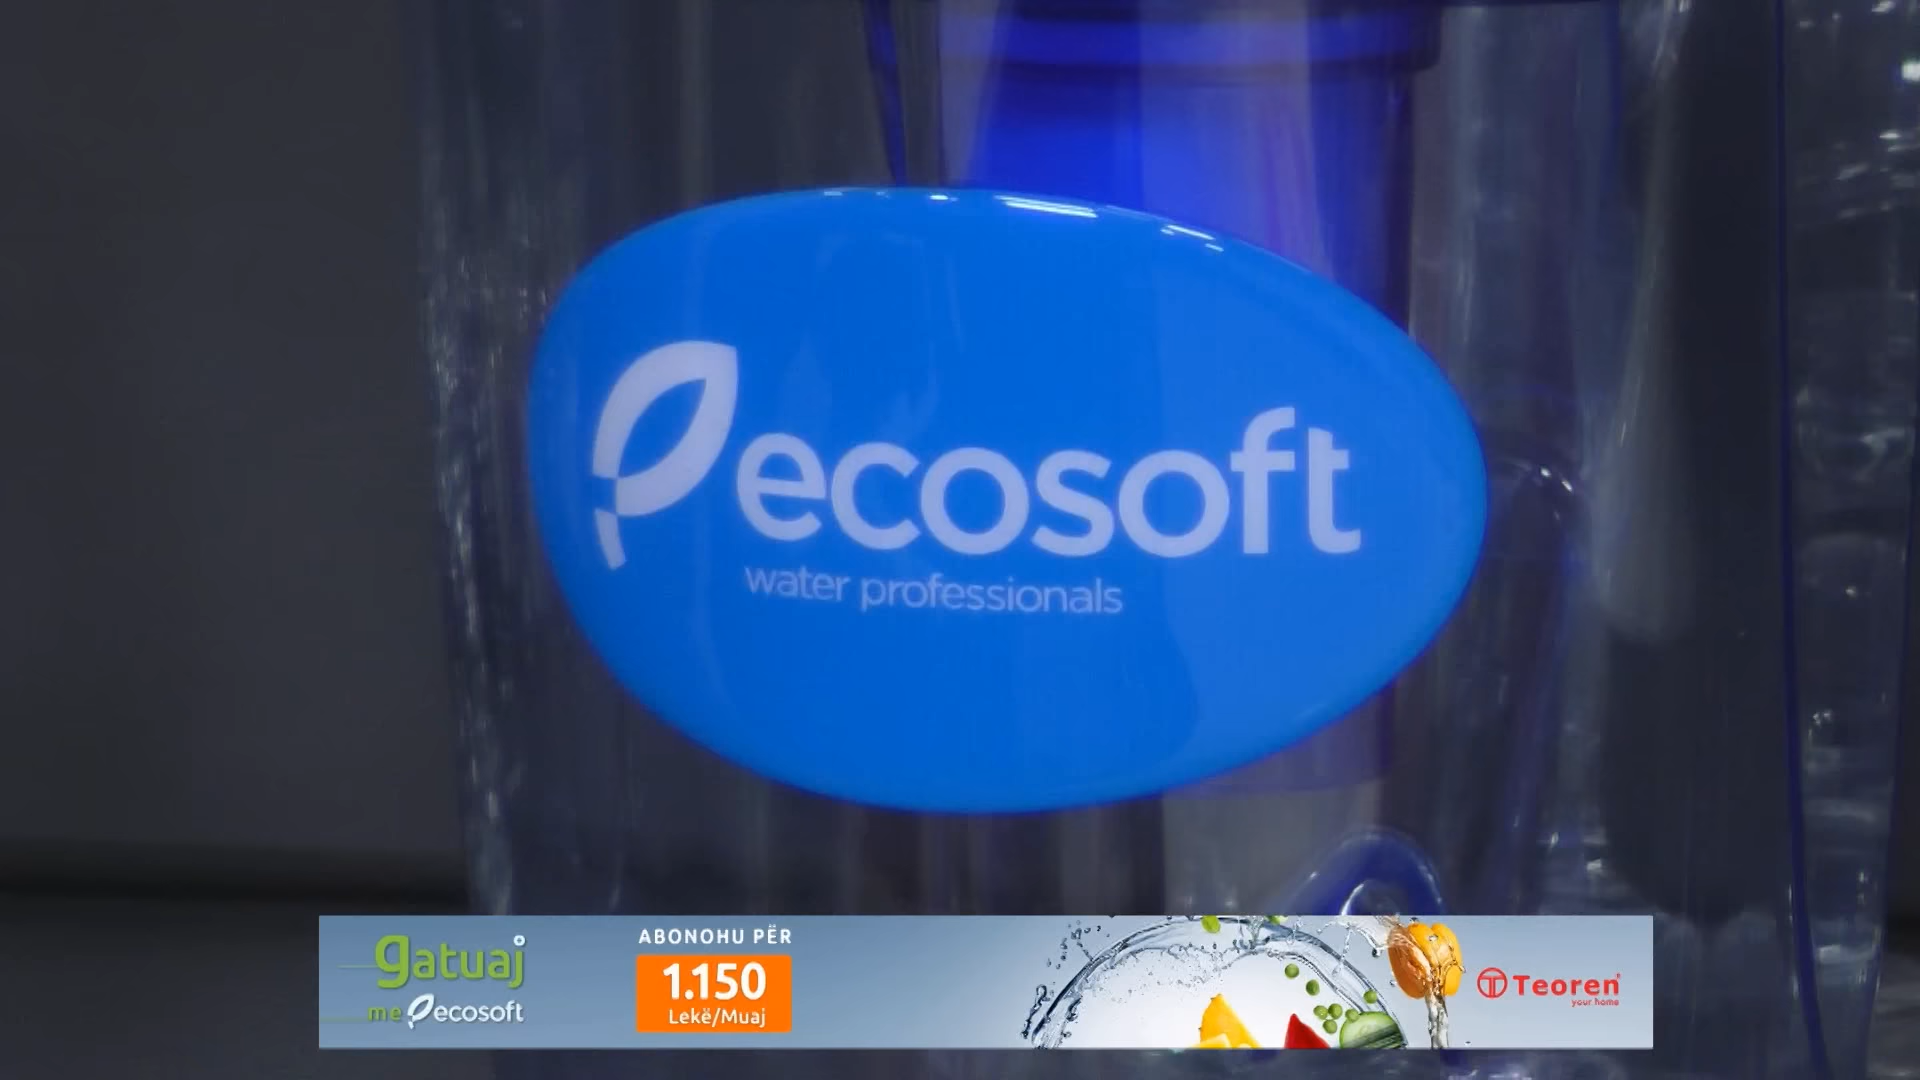 ecosoft
water professionals
gatuaj
me ecosoft
ABONOHU PËR
1.150
Lekë/Muaj
Teoren
your home